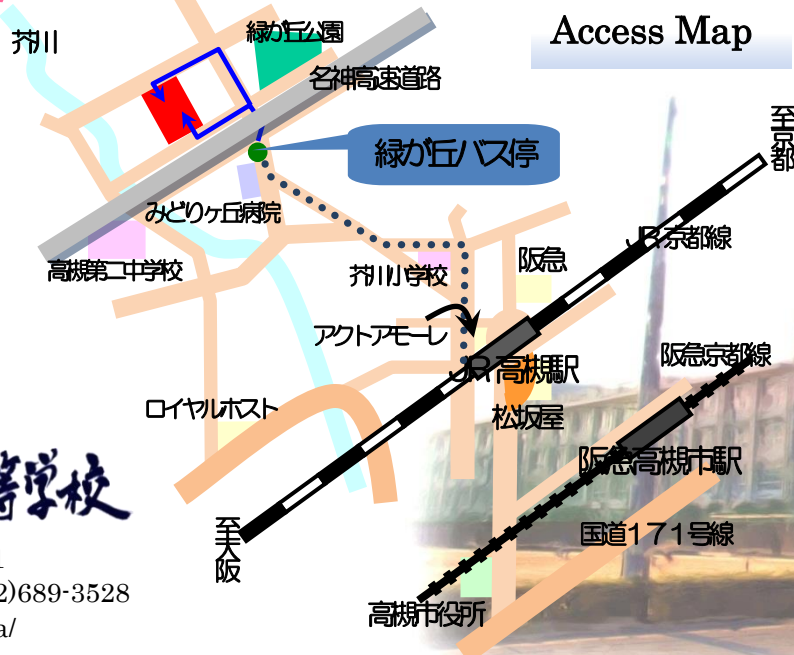 Access Map
芥川
緑が丘公園
名神高速道路
至京都
緑が丘バス停
みどりヶ丘病院
JR京都線
高槻第二中学校
芥川小学校
阪急
アクトアモーレ
阪急京都線
JR高槻駅
ロイヤルホスト
松坂屋
阪急高槻市駅
等学校
至大阪
国道171号線
2)689-3528
高槻市役所
a/